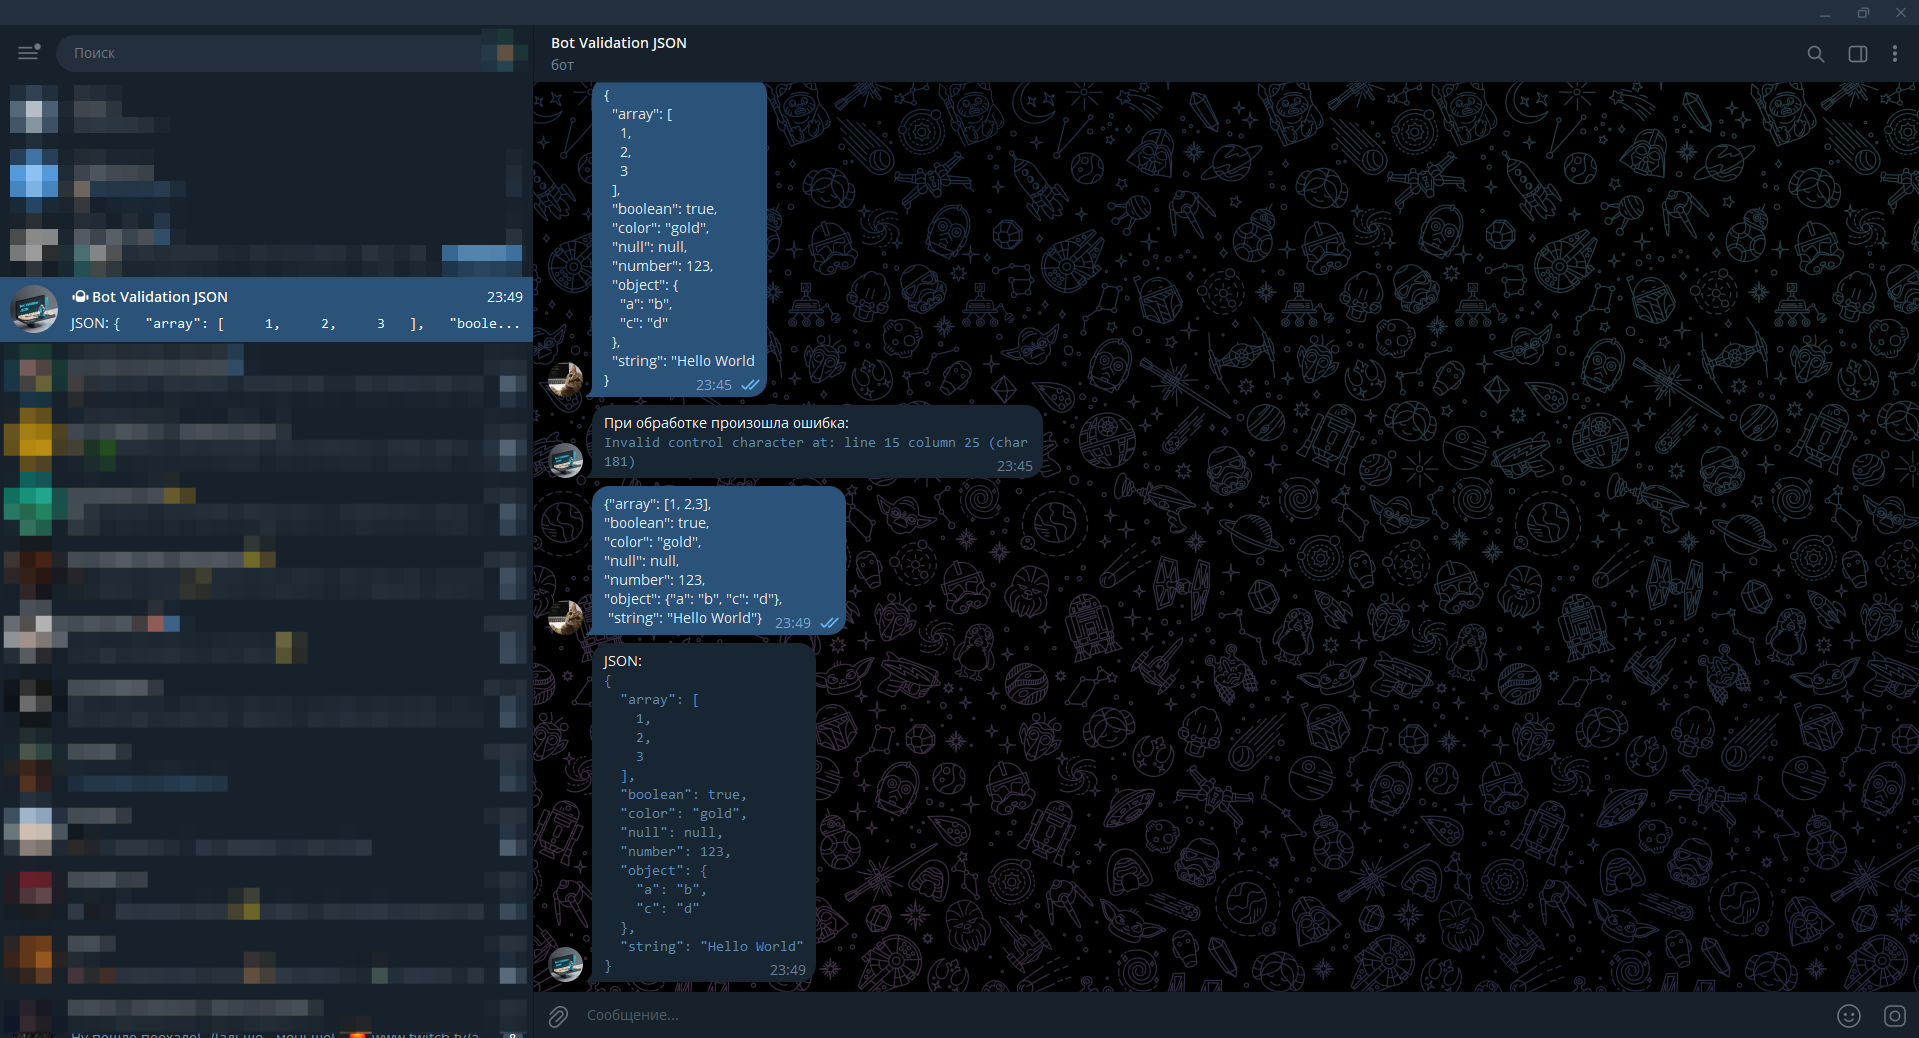 Поиск
Bot Validation JSON
23:49
JSON: { "array": [ 1, 2, 3 ], "boole...
www.twitch.tv/a
Bot Validation JSON
бот
{
"array": [
1,
2,
3
],
"boolean": true,
"color": "gold",
"null": null,
"number": 123,
"object": {
"a": "b",
"c": "d"
},
"string": "Hello World
}
23:45
При обработке произошла ошибка:
Invalid control character at: line 15 column 25 (char
181)
23:45
{"array": [1, 2,3],
"boolean": true,
"color": "gold",
"null": null,
"number": 123,
"object": {"a": "b", "c": "d"},
"string": "Hello World"}
23:49
JSON:
{
"array": [
1,
2,
3
],
"boolean": true,
"color": "gold",
"null": null,
"number": 123,
"object": {
"a": "b",
"c": "d"
},
"string": "Hello World"
}
23:49
Сообщение...